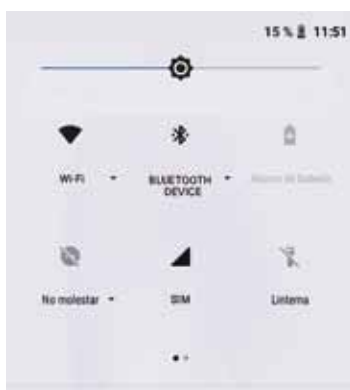 15 % 11:51
Wi-Fi
BLUETOOTH
DEVICE
No molestar
SIM
Linterna